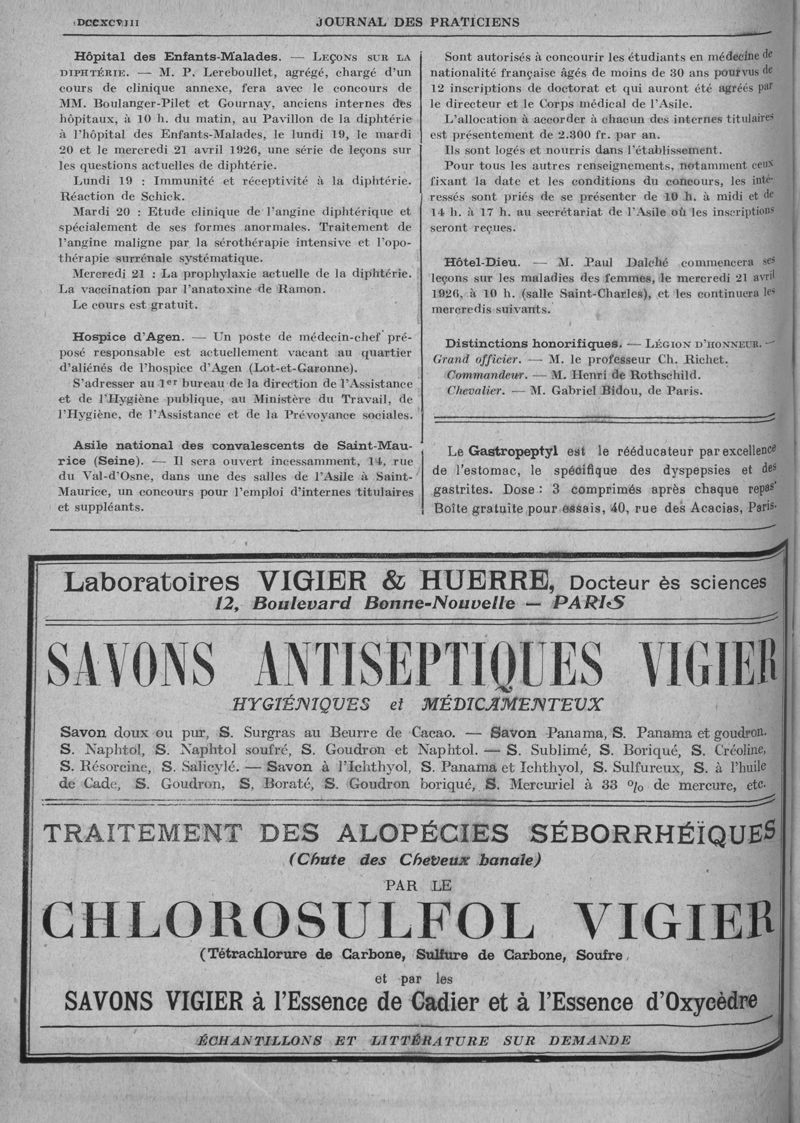 DCCXCVIII
JOURNAL DES PRATICIENS
Hôpital des Enfants-Malades. — LEÇONS SUR LA
DIPHTÉRIE. — M. P. Lereboullet, agrégé, chargé d'un
cours de clinique annexe, fera avec le concours de
MM. Boulanger-Pilet et Gournay, anciens internes des
hôpitaux, à 10 h. du matin, au Pavillon de la diphtérie
à l'hôpital des Enfants-Malades, le lundi 19, le mardi
20 et le mercredi 21 avril 1926, une série de leçons sur
les questions actuelles de diphtérie.
Lundi 19 : Immunité et réceptivité à la diphtérie.
Réaction de Schick.
Mardi 20 : Etude clinique de l'angine diphtérique et
spécialement de ses formes anormales. Traitement de
l'angine maligne par la sérothérapie intensive et l'opo-
thérapie surrénale systématique.
Mercredi 21 : La prophylaxie actuelle de la diphtérie.
La vaccination par l'anatoxine de Ramon.
Le cours est gratuit.
Hospice d'Agen. — Un poste de médecin-chef pré-
posé responsable est actuellement vacant au quartier
d'aliénés de l'hospice d'Agen (Lot-et-Garonne).
S'adresser au 1er bureau de la direction de l'Assistance
et de l'Hygiène publique, au Ministère du Travail, de
l'Hygiène, de l'Assistance et de la Prévoyance sociales.
Asile national des convalescents de Saint-Mau-
rice (Seine). — Il sera ouvert incessamment, 14, rue
du Val-d'Osne, dans une des salles de l'Asile à Saint-
Maurice, un concours pour l'emploi d'internes titulaires
et suppléants.
Sont autorisés à concourir les étudiants en médecine de
nationalité française âgés de moins de 30 ans pourvus de
12 inscriptions de doctorat et qui auront été agréés par
le directeur et le Corps médical de l'Asile.
L'allocation à accorder à chacun des internes titulaires
est présentement de 2.300 fr. par an.
Ils sont logés et nourris dans l'établissement.
Pour tous les autres renseignements, notamment ceux
fixant la date et les conditions du concours, les inté-
ressés sont priés de se présenter de 10 h. à midi et de
14 h. à 17 h. au secrétariat de l'Asile où les inscriptions
seront reçues.
Hôtel-Dieu. — M. Paul Dalché commencera ses
leçons sur les maladies des femmes, le mercredi 21 avril
1926, à 10 h. (salle Saint-Charles), et les continuera les
mercredis suivants.
Distinctions honorifiques. — LÉGION D'HONNEUR. —
Grand officier. — M. le professeur Ch. Richet.
Commandeur. — M. Henri de Rothschild.
Chevalier. — M. Gabriel Bidou, de Paris.
Le Gastropeptyl est le rééducateur par excellence
de l'estomac, le spécifique des dyspepsies et des
gastrites. Dose : 3 comprimés après chaque repas.
Boîte gratuite pour essais, 40, rue des Acacias, Paris.
Laboratoires VIGIER & HUERRE, Docteur ès sciences
12, Boulevard Bonne-Nouvelle — PARIS
SAVONS ANTISEPTIQUES VIGIER
HYGIÉNIQUES et MÉDICAMENTEUX
Savon doux ou pur, S. Surgras au Beurre de Cacao. — Savon Panama, S. Panama et goudron.
S. Naphtol, S. Naphtol soufré, S. Goudron et Naphtol. — S. Sublimé, S. Boriqué, S. Créoline,
S. Résorcine, S. Salicylé. — Savon à l'Ichthyol, S. Panama et Ichthyol, S. Sulfureux, S. à l'huile
de Cade, S. Goudron, S, Boraté, S. Goudron boriqué, S. Mercuriel à 33 % de mercure, etc.
TRAITEMENT DES ALOPÉCIES SÉBORRHÉÏQUES
(Chute des Cheveux banale)
PAR LE
CHLOROSULFOL VIGIER
(Tétrachlorure de Carbone, Sulfure de Carbone, Soufre,
et par les
SAVONS VIGIER à l'Essence de Cadier et à l'Essence d'Oxycèdre
ÉCHANTILLONS ET LITTÉRATURE SUR DEMANDE